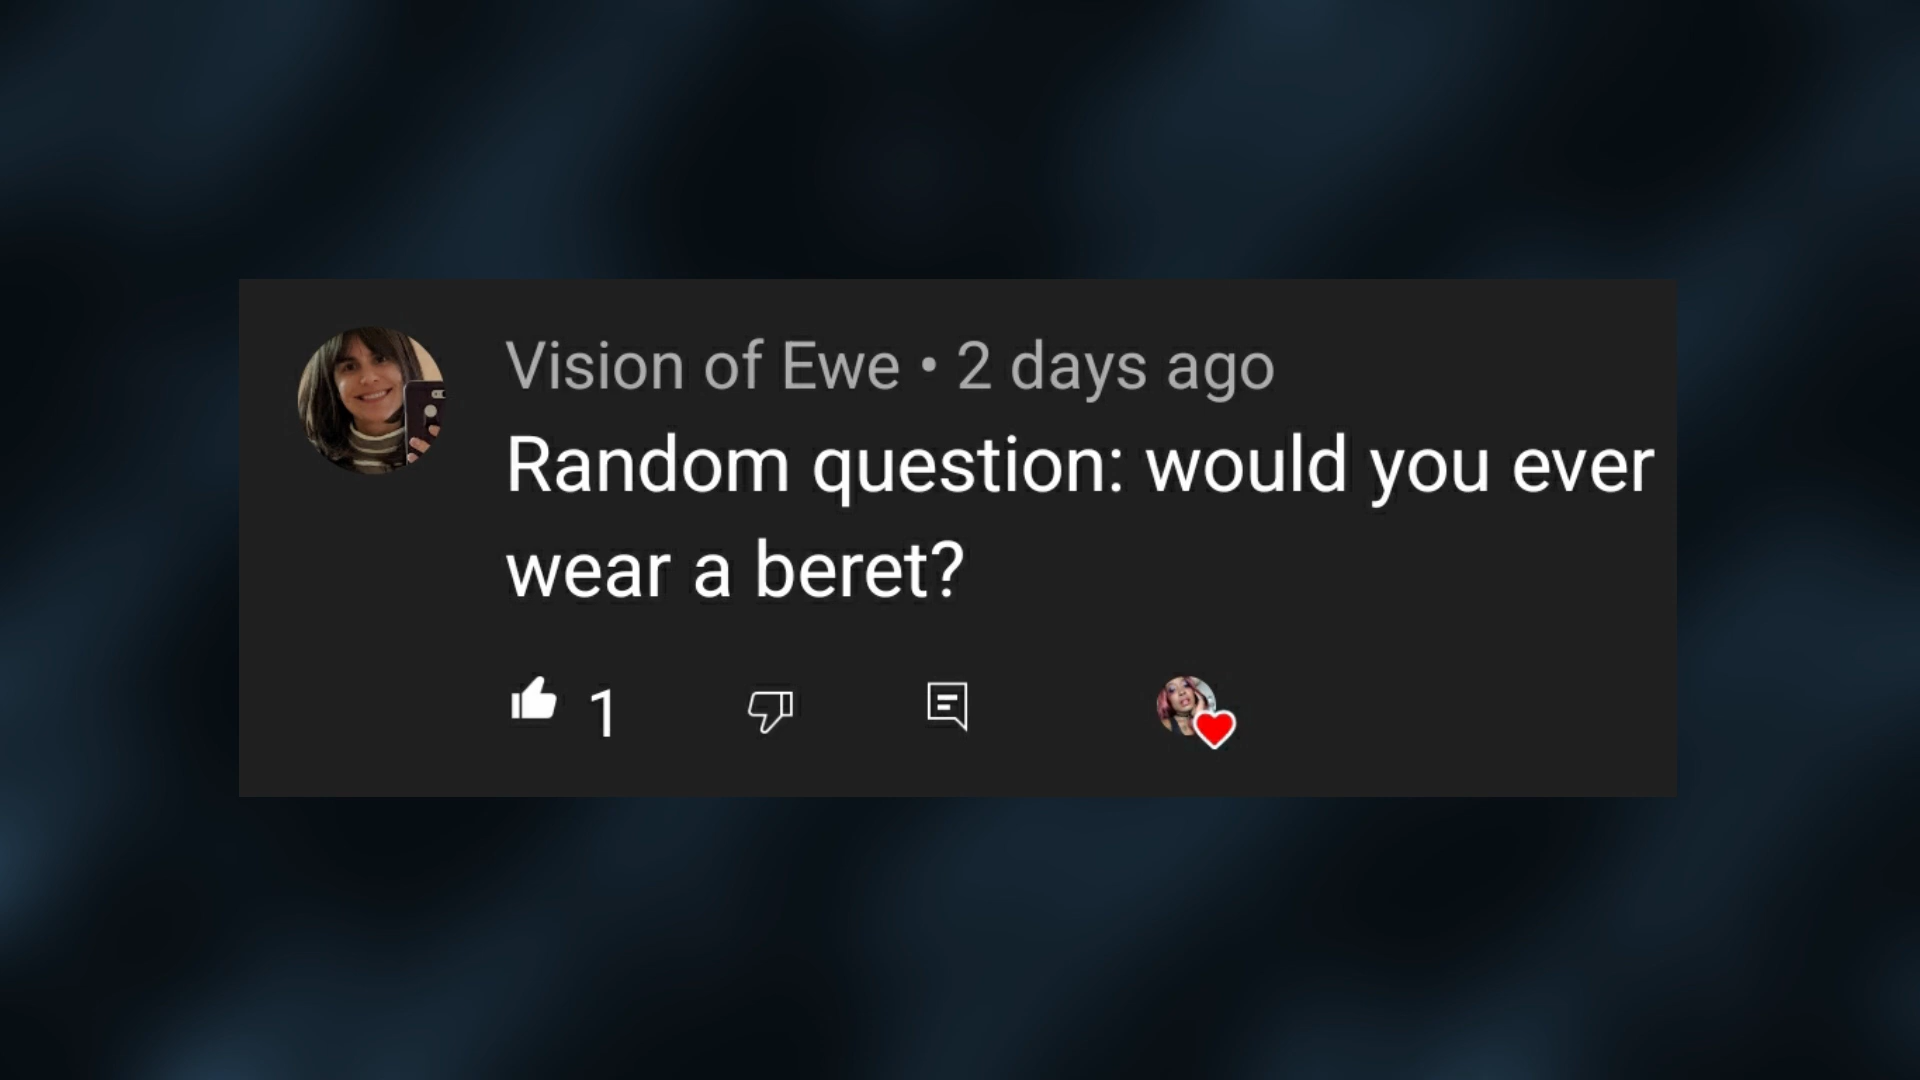 Vision of Ewe • 2 days ago
Random question: would you ever
wear a beret?
1